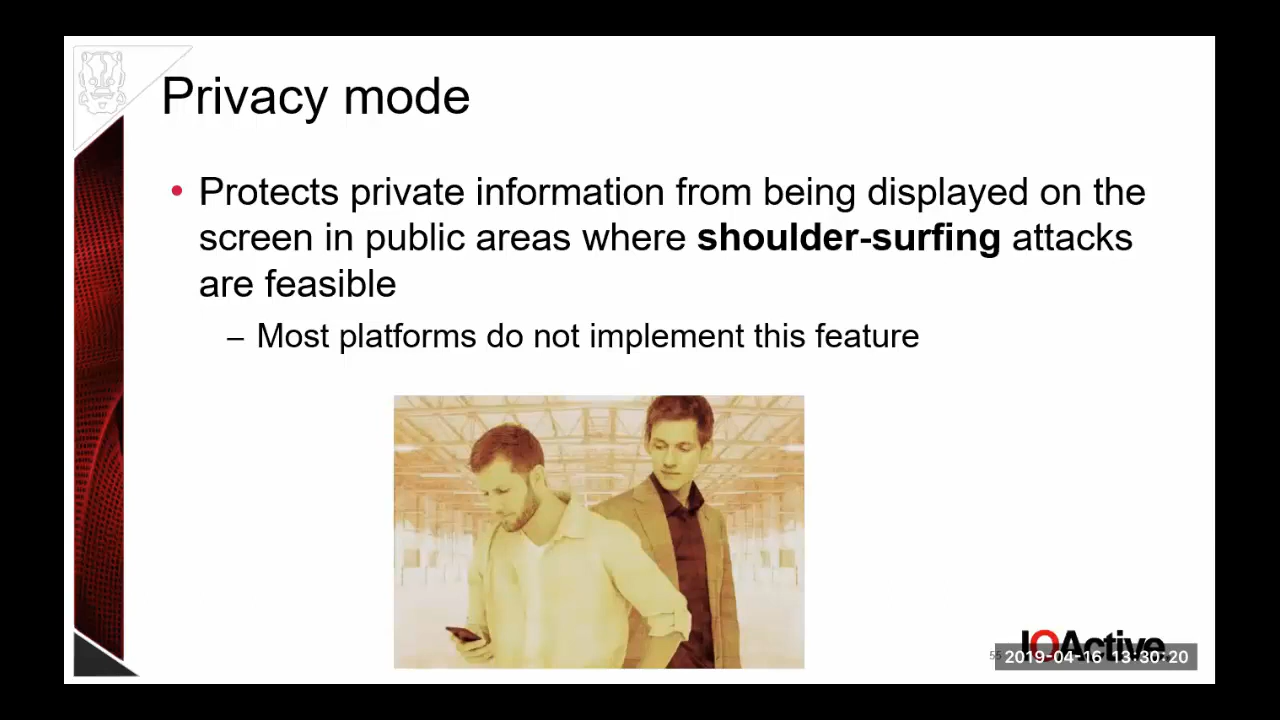 Privacy mode
• Protects private information from being displayed on the
screen in public areas where shoulder-surfing attacks
are feasible
– Most platforms do not implement this feature
IOActive
55
2019-04-16 13:30:20